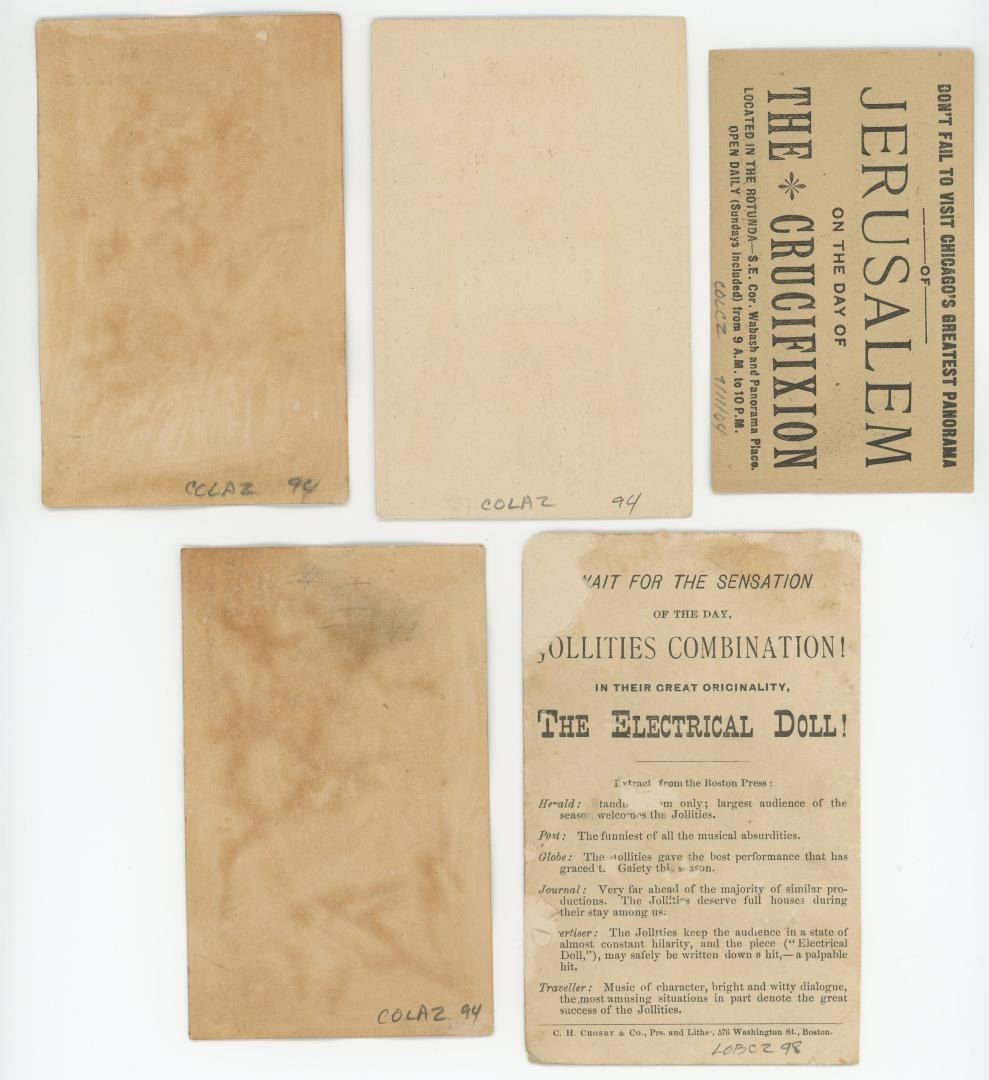 COLAZ 94
COLAZ 94
DON'T FAIL TO VISIT CHICAGO'S GREATEST PANORAMA
OF
JERUSALEM
ON THE DAY OF
THE CRUCIFIXION
LOCATED IN THE ROTUNDA—S.E. Cor. Wabash and Panorama Place.
OPEN DAILY (Sundays included) from 9 A.M. to 10 P.M.
COLCZ 9/11/04
COLAZ 94
WAIT FOR THE SENSATION
OF THE DAY,
JOLLITIES COMBINATION!
IN THEIR GREAT ORIGINALITY,
THE ELECTRICAL DOLL!
Extract from the Boston Press:
Herald: only; largest audience of the
season welcomes the Jollities.
Post: The funniest of all the musical absurdities.
Globe: The Jollities gave the best performance that has
graced Gaiety this season.
Journal: Very far ahead of the majority of similar pro-
ductions. The Jollities deserve full houses during
their stay among us.
The Jollities keep the audience in a state of
almost constant hilarity, and the piece ("Electrical
Doll,"), may safely be written down a hit,—a palpable
hit.
Traveller: Music of character, bright and witty dialogue,
the most amusing situations in part denote the great
success of the Jollities.
C. H. CROSBY & CO., Prs. and Liths., 576 Washington St., Boston.
LOBCZ 98